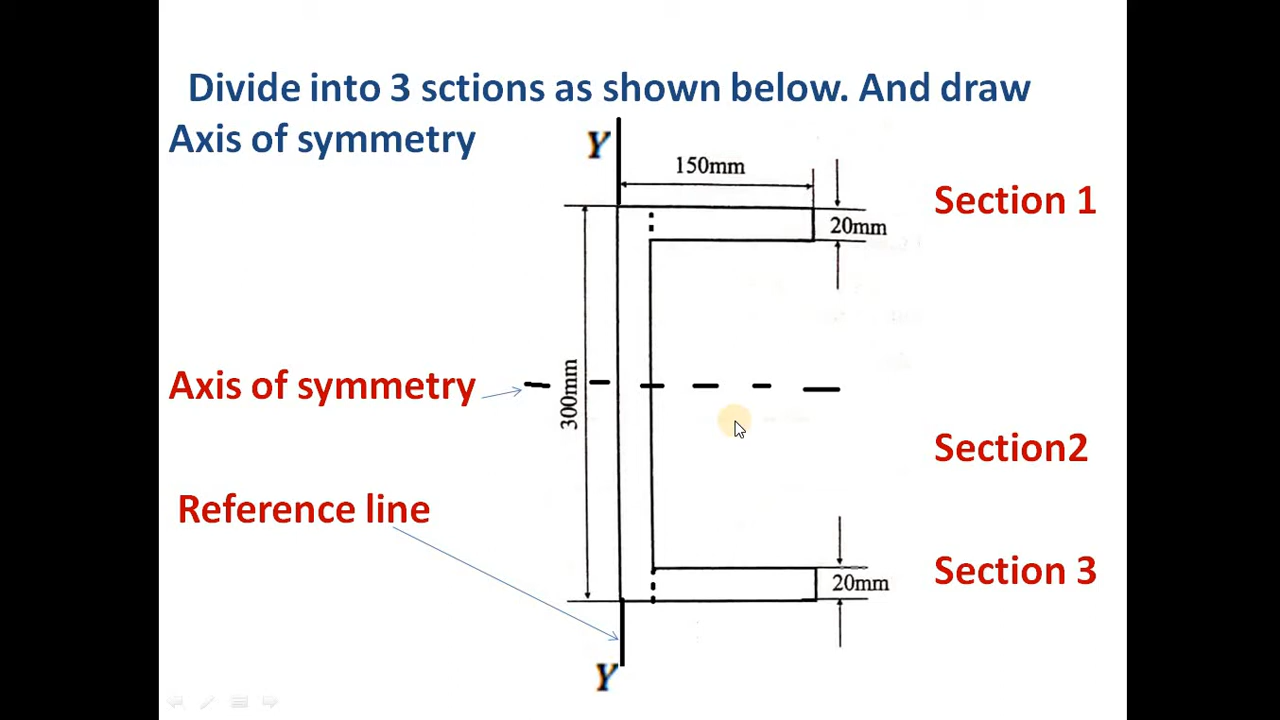 Divide into 3 sctions as shown below. And draw
Axis of symmetry
Y
150mm
Section 1
20mm
300mm
Axis of symmetry
Section2
Reference line
Section 3
20mm
Y